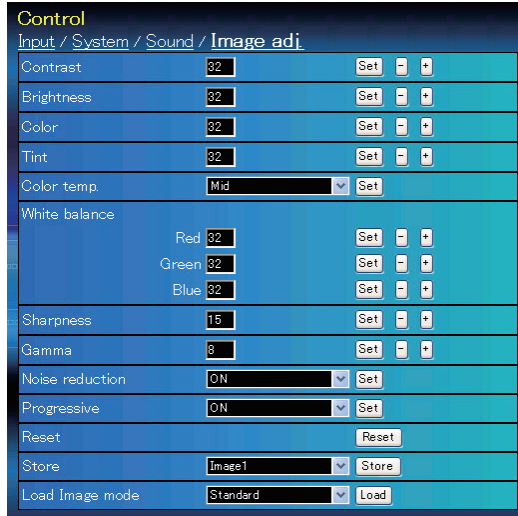 Control
Input / System / Sound / Image adj.
Contrast 32 Set - +
Brightness 32 Set - +
Color 32 Set - +
Tint 32 Set - +
Color temp. Mid Set
White balance
Red 32 Set - +
Green 32 Set - +
Blue 32 Set - +
Sharpness 15 Set - +
Gamma 8 Set - +
Noise reduction ON Set
Progressive ON Set
Reset Reset
Store Image1 Store
Load Image mode Standard Load